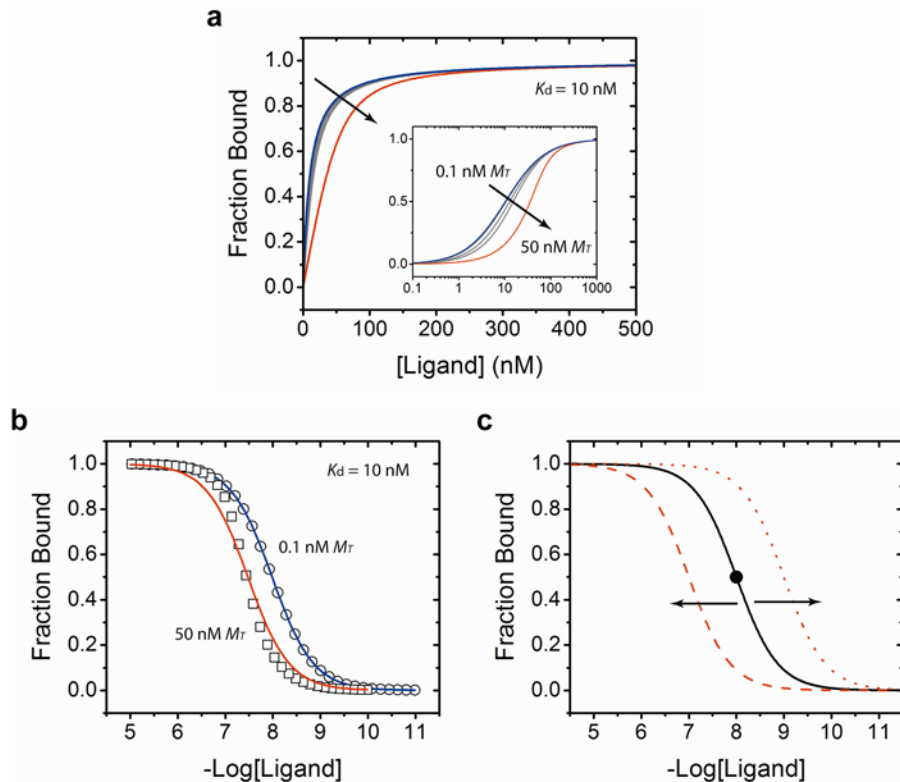 a
1.0
0.8
0.6
0.4
0.2
0.0
Fraction Bound
Kd = 10 nM
1.0
0.5
0.0
0.1 nM MT
50 nM MT
0.1 1 10 100 1000
0 100 200 300 400 500
[Ligand] (nM)
b
1.0
0.8
0.6
0.4
0.2
0.0
Fraction Bound
Kd = 10 nM
0.1 nM MT
50 nM MT
5 6 7 8 9 10 11
-Log[Ligand]
c
1.0
0.8
0.6
0.4
0.2
0.0
Fraction Bound
5 6 7 8 9 10 11
-Log[Ligand]